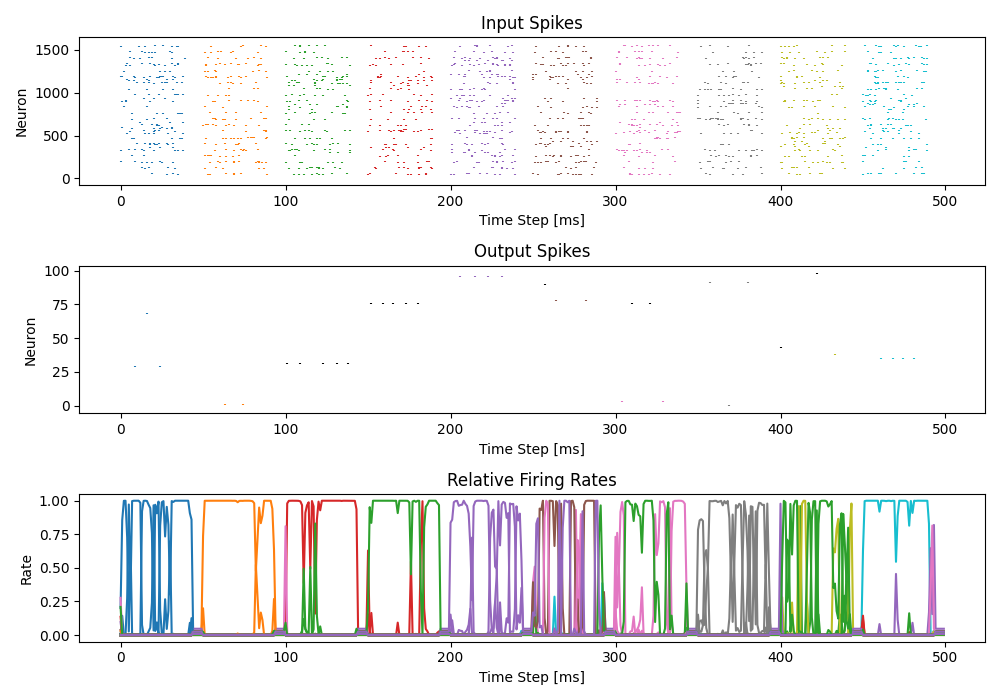 Input Spikes
1500
1000
500
0
Neuron
0 100 200 300 400 500
Time Step [ms]
Output Spikes
100
75
50
25
0
Neuron
0 100 200 300 400 500
Time Step [ms]
Relative Firing Rates
1.00
0.75
0.50
0.25
0.00
Rate
0 100 200 300 400 500
Time Step [ms]